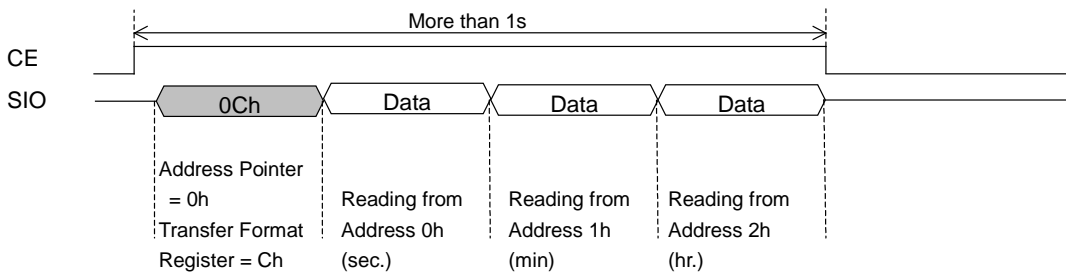 More than 1s
CE
SIO
0Ch
Data
Data
Data
Address Pointer
= 0h
Transfer Format
Register = Ch
Reading from
Address 0h
(sec.)
Reading from
Address 1h
(min)
Reading from
Address 2h
(hr.)